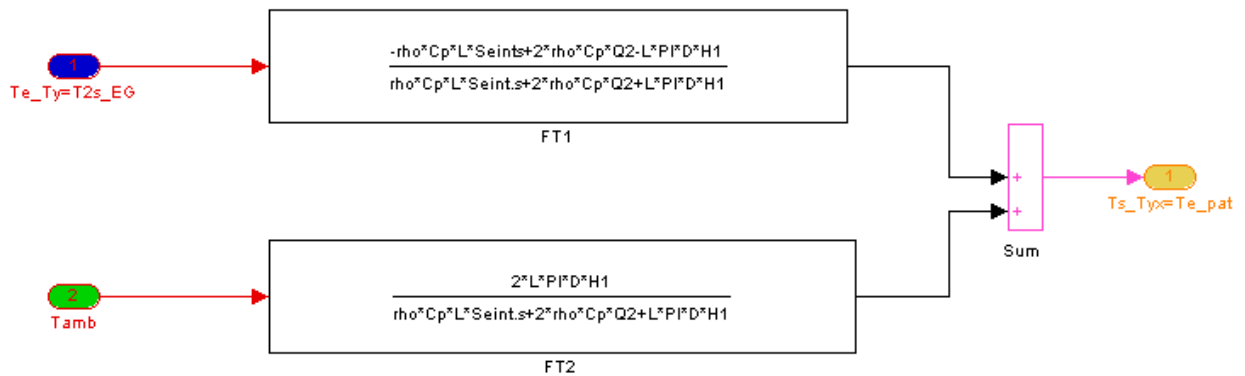 -rho*Cp*L*Seints+2*rho*Cp*Q2-L*PI*D*H1
rho*Cp*L*Seint.s+2*rho*Cp*Q2+L*PI*D*H1
FT1
1
Te_Ty=T2s_EG
+
+
Sum
1
Ts_Tyx=Te_pat
2*L*PI*D*H1
rho*Cp*L*Seint.s+2*rho*Cp*Q2+L*PI*D*H1
FT2
2
Tamb